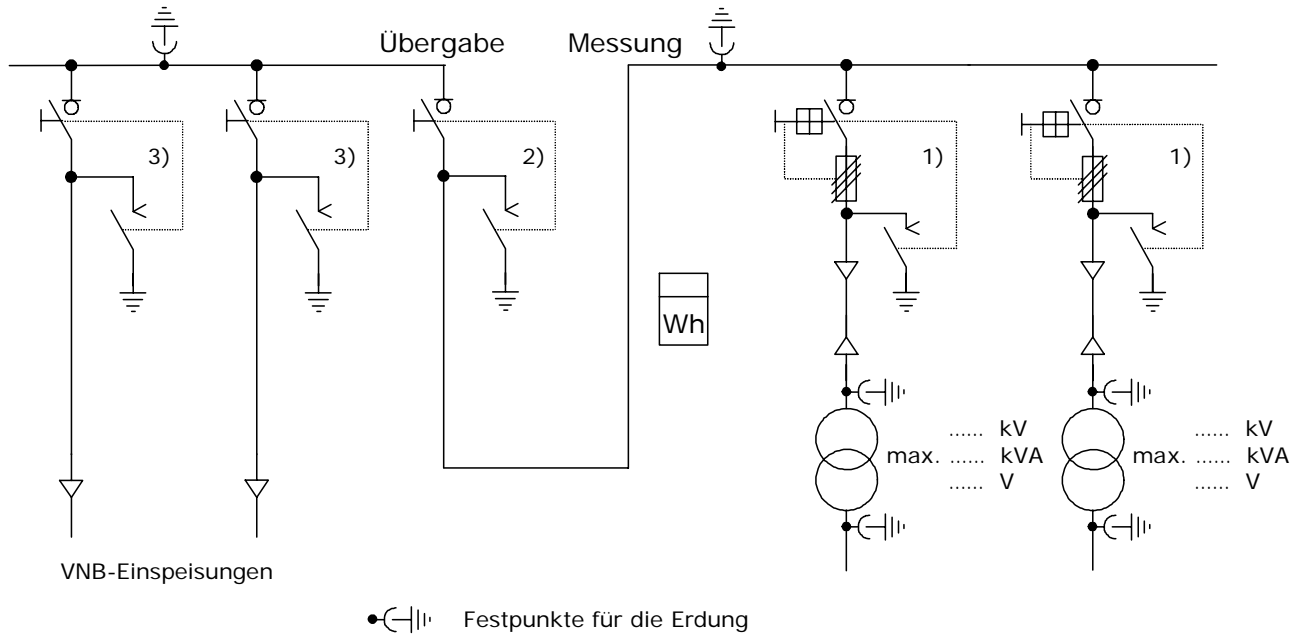 Übergabe
Messung
3)
3)
2)
1)
1)
Wh
...... kV
max. ...... kVA
...... V
...... kV
max. ...... kVA
...... V
VNB-Einspeisungen
Festpunkte für die Erdung